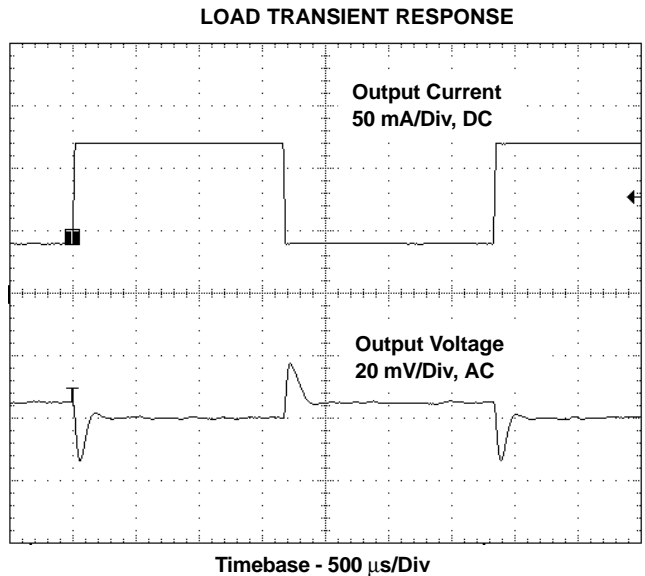 LOAD TRANSIENT RESPONSE
Output Current
50 mA/Div, DC
T
Output Voltage
20 mV/Div, AC
Timebase - 500 μs/Div